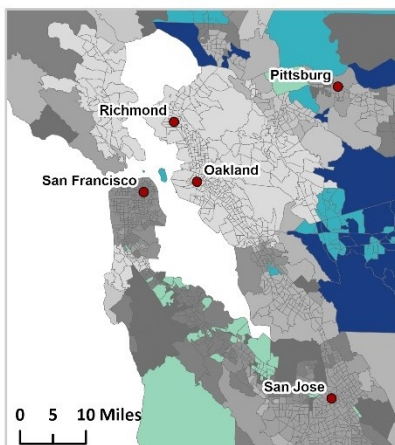 Pittsburg
Richmond
Oakland
San Francisco
San Jose
0 5 10 Miles